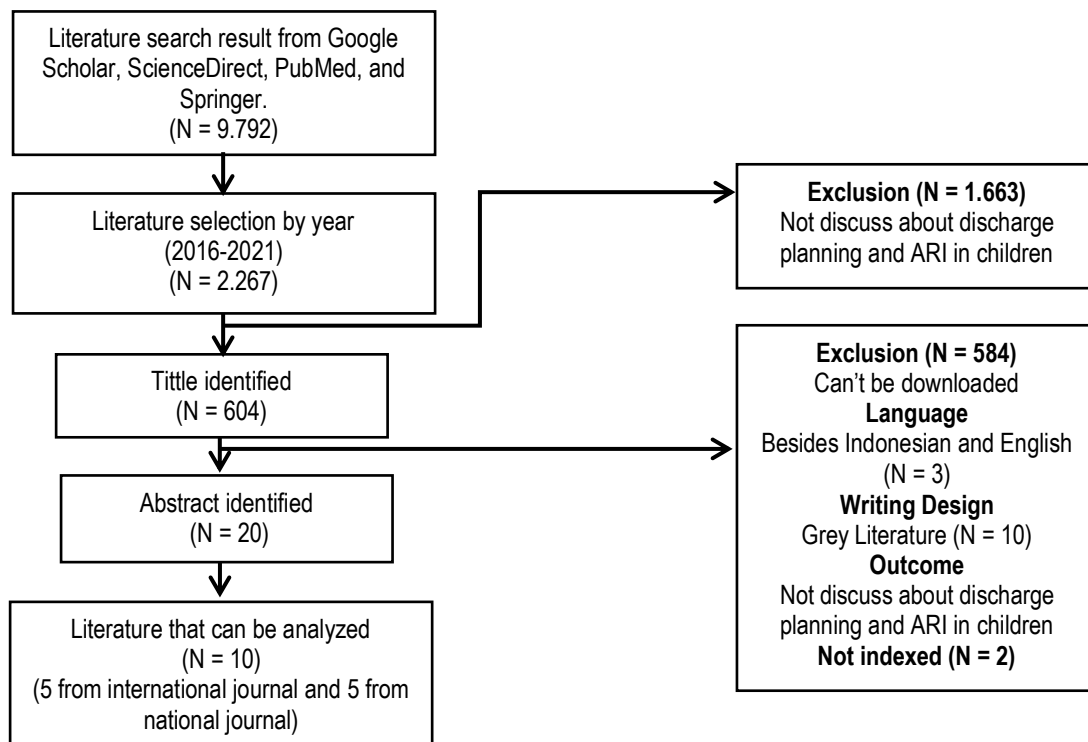 Literature search result from Google
Scholar, ScienceDirect, PubMed, and
Springer.
(N = 9.792)
Literature selection by year
(2016-2021)
(N = 2.267)
Exclusion (N = 1.663)
Not discuss about discharge
planning and ARI in children
Tittle identified
(N = 604)
Exclusion (N = 584)
Can't be downloaded
Language
Besides Indonesian and English
(N = 3)
Writing Design
Grey Literature (N = 10)
Outcome
Not discuss about discharge
planning and ARI in children
Not indexed (N = 2)
Abstract identified
(N = 20)
Literature that can be analyzed
(N = 10)
(5 from international journal and 5 from
national journal)